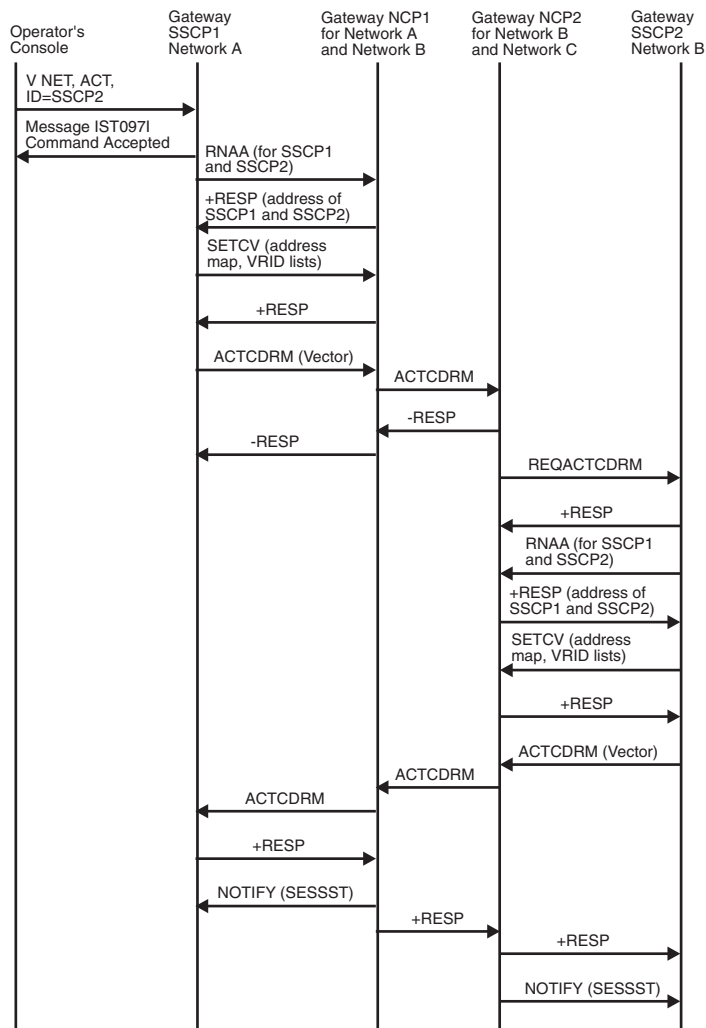 Operator's
Console
Gateway
SSCP1
Network A
Gateway NCP1
for Network A
and Network B
Gateway NCP2
for Network B
and Network C
Gateway
SSCP2
Network B
V NET, ACT,
ID=SSCP2
Message IST097I
Command Accepted
RNAA (for SSCP1
and SSCP2)
+RESP (address of
SSCP1 and SSCP2)
SETCV (address
map, VRID lists)
+RESP
ACTCDRM (Vector)
ACTCDRM
-RESP
-RESP
REQACTCDRM
+RESP
RNAA (for SSCP1
and SSCP2)
+RESP (address of
SSCP1 and SSCP2)
SETCV (address
map, VRID lists)
+RESP
ACTCDRM (Vector)
ACTCDRM
ACTCDRM
+RESP
NOTIFY (SESSST)
+RESP
+RESP
NOTIFY (SESSST)